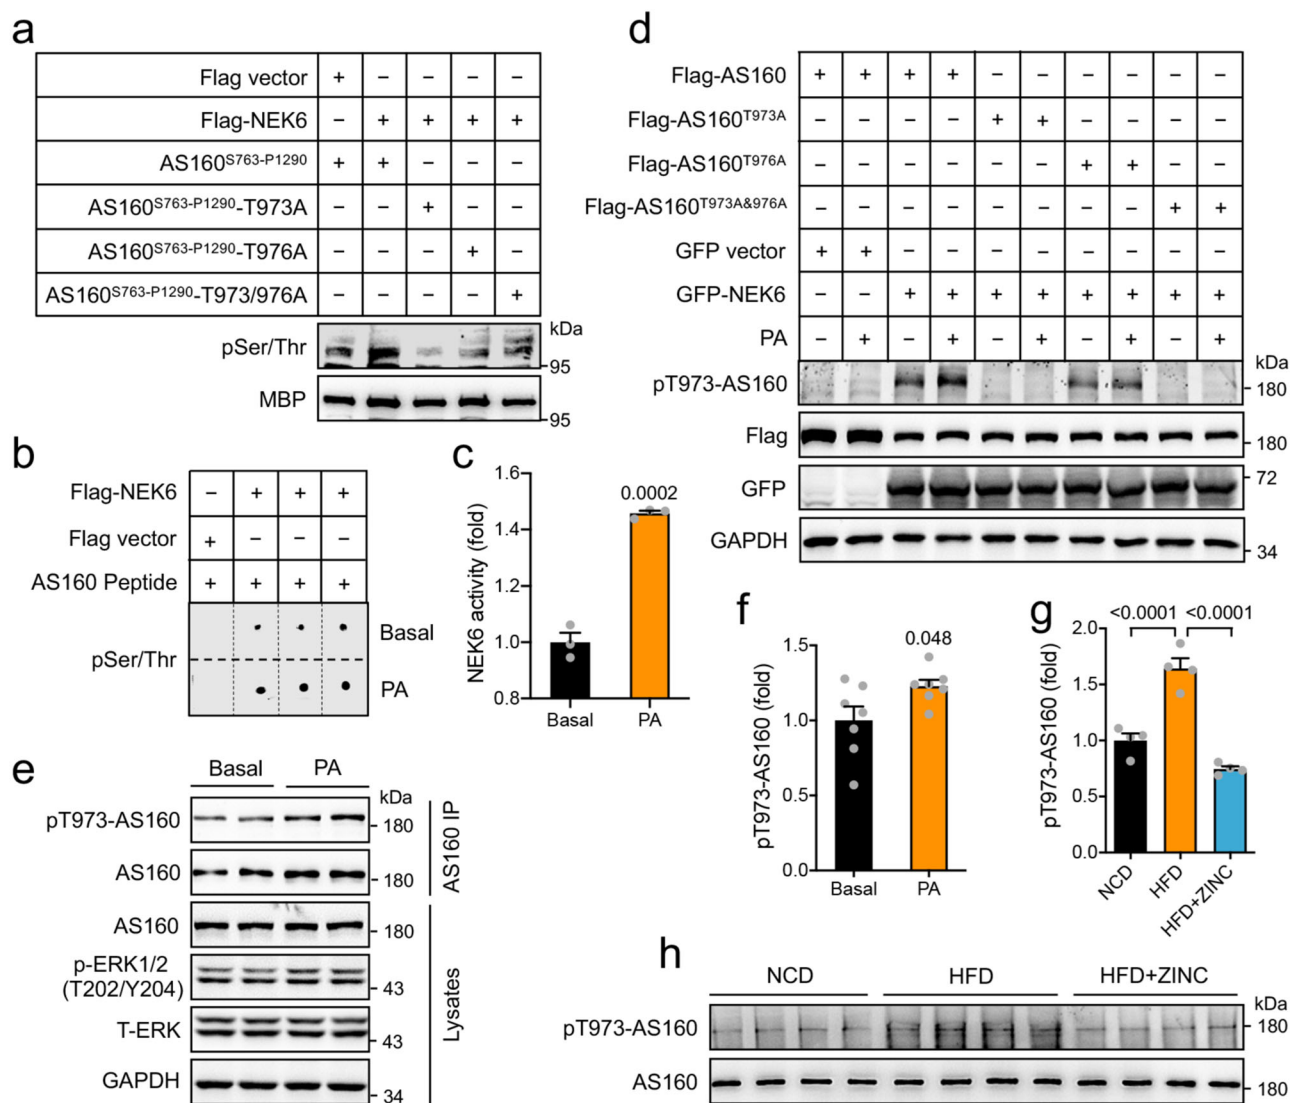 a
Flag vector + – – – –
Flag-NEK6 – + + + +
AS160S763-P1290 + + – – –
AS160S763-P1290-T973A – – + – –
AS160S763-P1290-T976A – – – + –
AS160S763-P1290-T973/976A – – – – +
kDa
pSer/Thr
95
MBP
95
b
Flag-NEK6 – + + +
Flag vector + – – –
AS160 Peptide + + + +
pSer/Thr
Basal
PA
c
NEK6 activity (fold)
1.6
1.4
1.2
1.0
0.8
0.0002
Basal PA
d
Flag-AS160 + + + + – – – – – –
Flag-AS160T973A – – – – + + – – – –
Flag-AS160T976A – – – – – – + + – –
Flag-AS160T973A&976A – – – – – – – – + +
GFP vector + + – – – – – – – –
GFP-NEK6 – – + + + + + + + +
PA – + – + – + – + – +
kDa
pT973-AS160
180
Flag
180
GFP
72
GAPDH
34
e
Basal PA
kDa
pT973-AS160
180
AS160
180
AS160 IP
AS160
180
p-ERK1/2
(T202/Y204)
43
T-ERK
43
GAPDH
34
Lysates
f
pT973-AS160 (fold)
1.5
1.0
0.5
0.0
0.048
Basal PA
g
pT973-AS160 (fold)
2.0
1.5
1.0
0.5
0.0
<0.0001 <0.0001
NCD
HFD
HFD+ZINC
h
NCD HFD HFD+ZINC
kDa
pT973-AS160
180
AS160
180